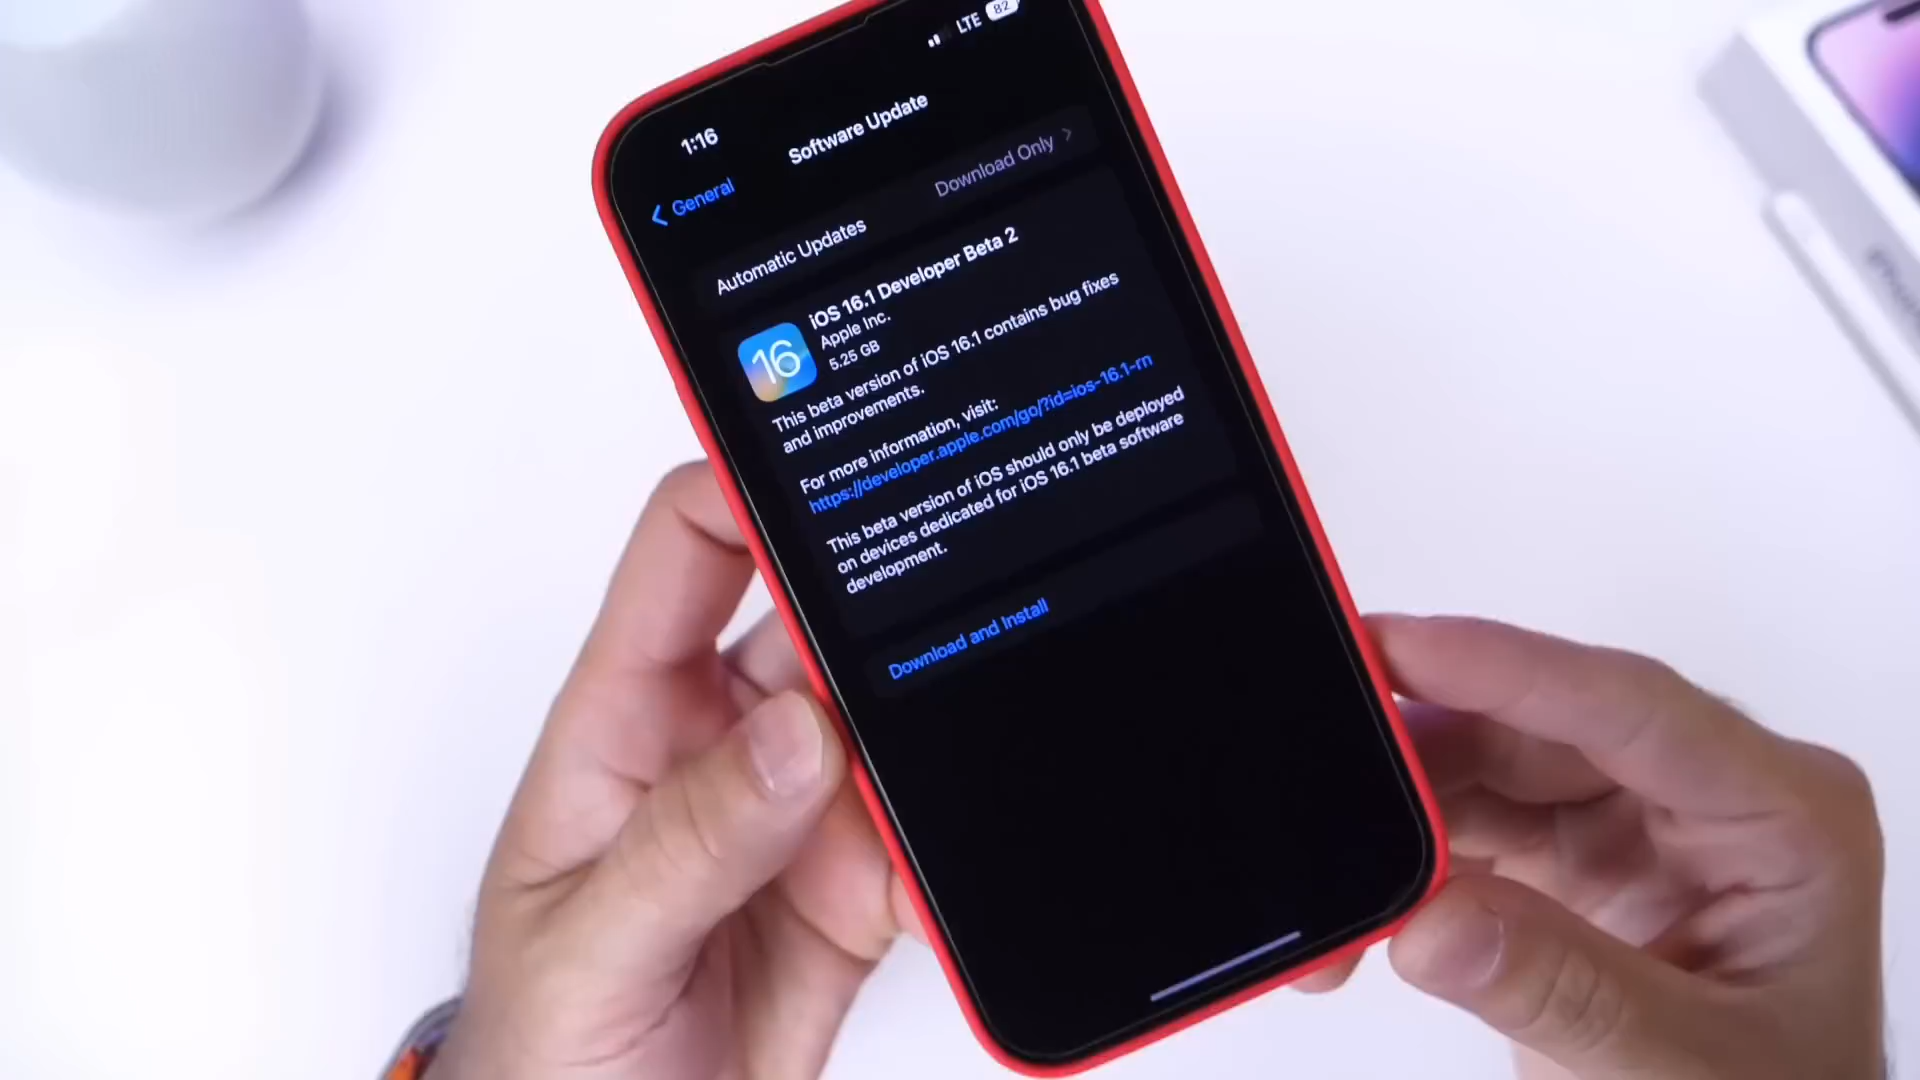 1:16
LTE 82
General
Software Update
Automatic Updates
Download Only
16
iOS 16.1 Developer Beta 2
Apple Inc.
5.25 GB
This beta version of iOS 16.1 contains bug fixes
and improvements.
For more information, visit:
https://developer.apple.com/go/?id=ios-16.1-rn
This beta version of iOS should only be deployed
on devices dedicated for iOS 16.1 beta software
development.
Download and Install